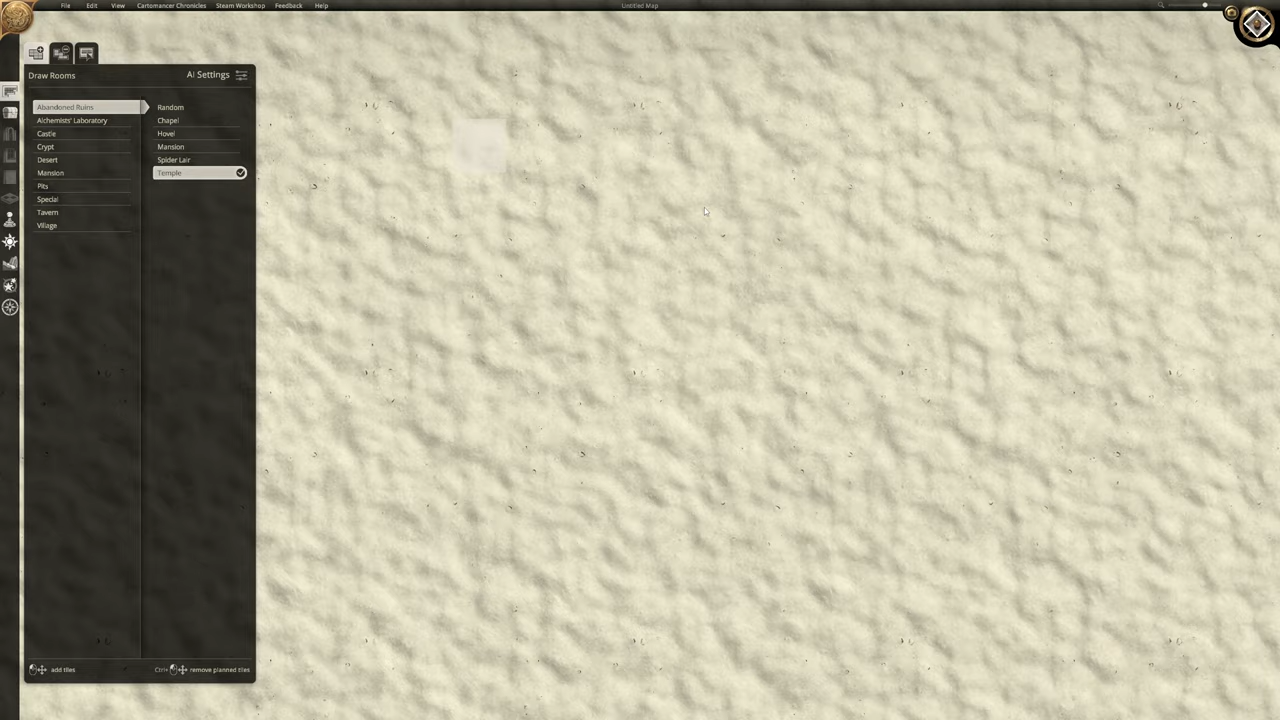 File Edit View Cartomancer Chronicles Steam Workshop Feedback Help Untitled Map
Draw Rooms AI Settings
Abandoned Ruins
Alchemists' Laboratory
Castle
Crypt
Desert
Mansion
Pits
Special
Tavern
Village
Random
Chapel
Hovel
Mansion
Spider Lair
Temple
add tiles Ctrl+ remove planned tiles